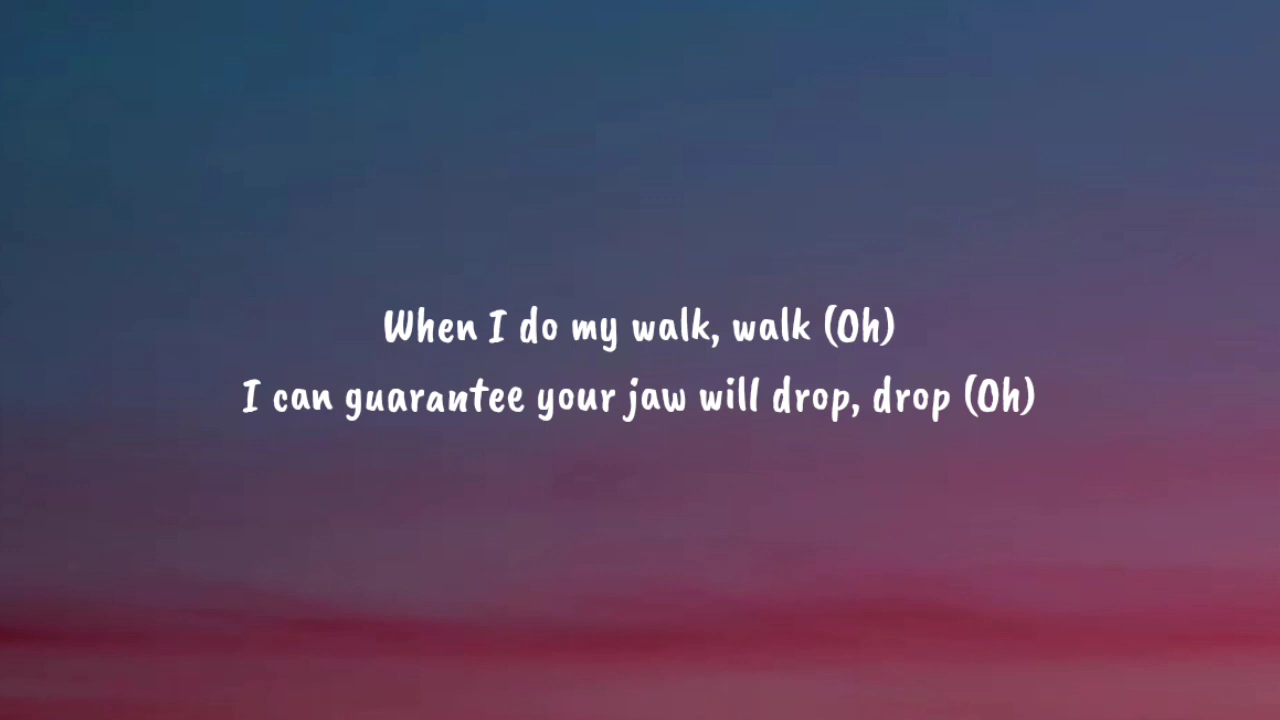 When I do my walk, walk (Oh)
I can guarantee your jaw will drop, drop (Oh)